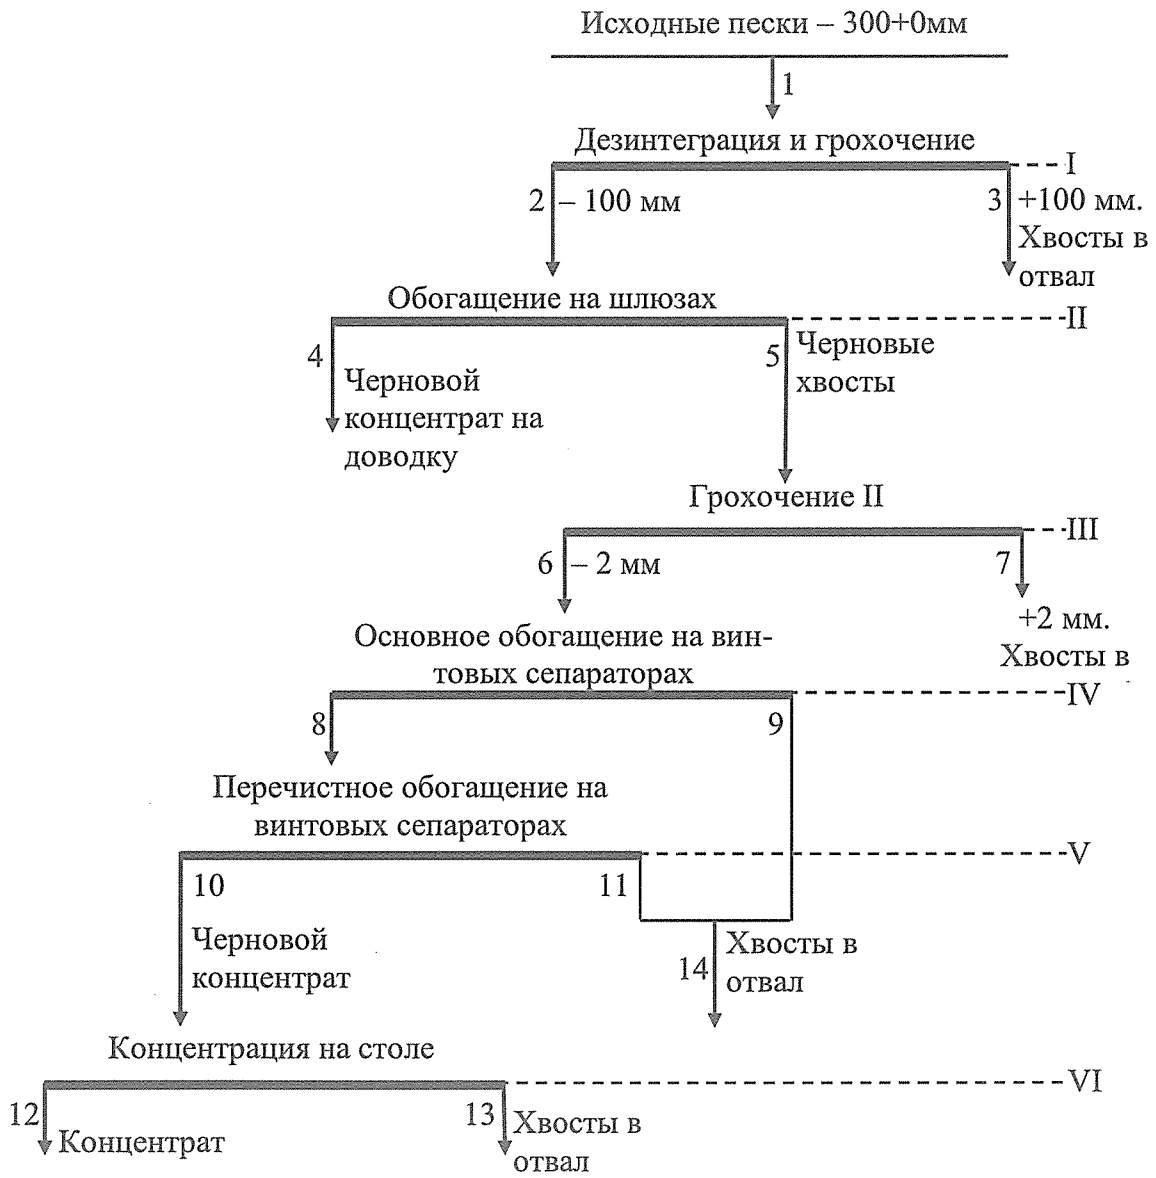 Исходные пески – 300+0мм
1
Дезинтеграция и грохочение
I
2
– 100 мм
3
+100 мм.
Хвосты в
отвал
Обогащение на шлюзах
II
4
Черновой
концентрат на
доводку
5
Черновые
хвосты
Грохочение II
III
6
– 2 мм
7
+2 мм.
Хвосты в
Основное обогащение на вин-
товых сепараторах
IV
8
9
Перечистное обогащение на
винтовых сепараторах
V
10
11
Черновой
концентрат
14
Хвосты в
отвал
Концентрация на столе
VI
12
Концентрат
13
Хвосты в
отвал